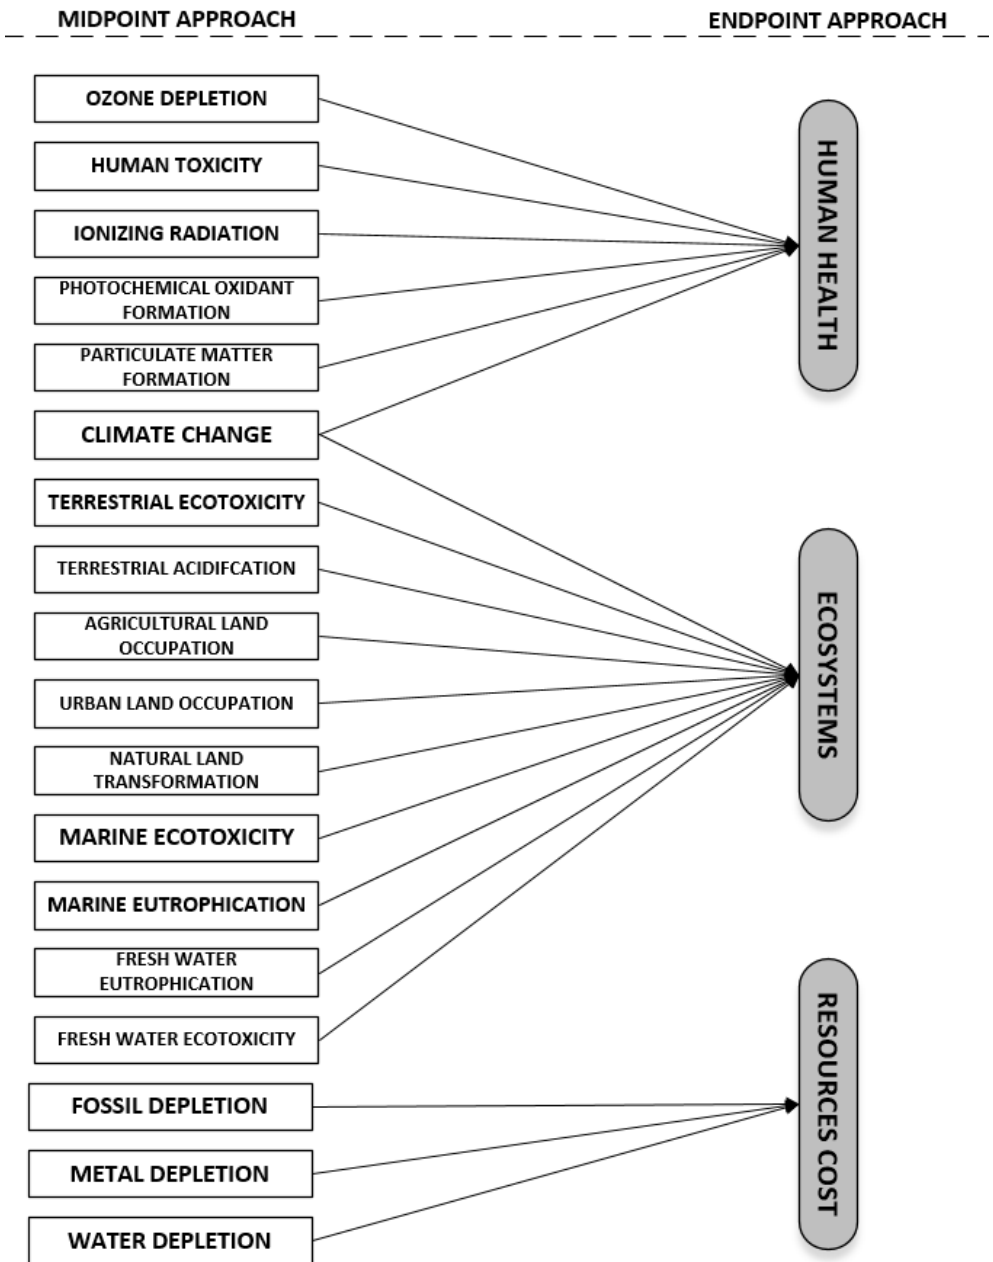 MIDPOINT APPROACH
ENDPOINT APPROACH
OZONE DEPLETION
HUMAN TOXICITY
IONIZING RADIATION
PHOTOCHEMICAL OXIDANT
FORMATION
PARTICULATE MATTER
FORMATION
CLIMATE CHANGE
TERRESTRIAL ECOTOXICITY
TERRESTRIAL ACIDIFCATION
AGRICULTURAL LAND
OCCUPATION
URBAN LAND OCCUPATION
NATURAL LAND
TRANSFORMATION
MARINE ECOTOXICITY
MARINE EUTROPHICATION
FRESH WATER
EUTROPHICATION
FRESH WATER ECOTOXICITY
FOSSIL DEPLETION
METAL DEPLETION
WATER DEPLETION
HUMAN HEALTH
ECOSYSTEMS
RESOURCES COST